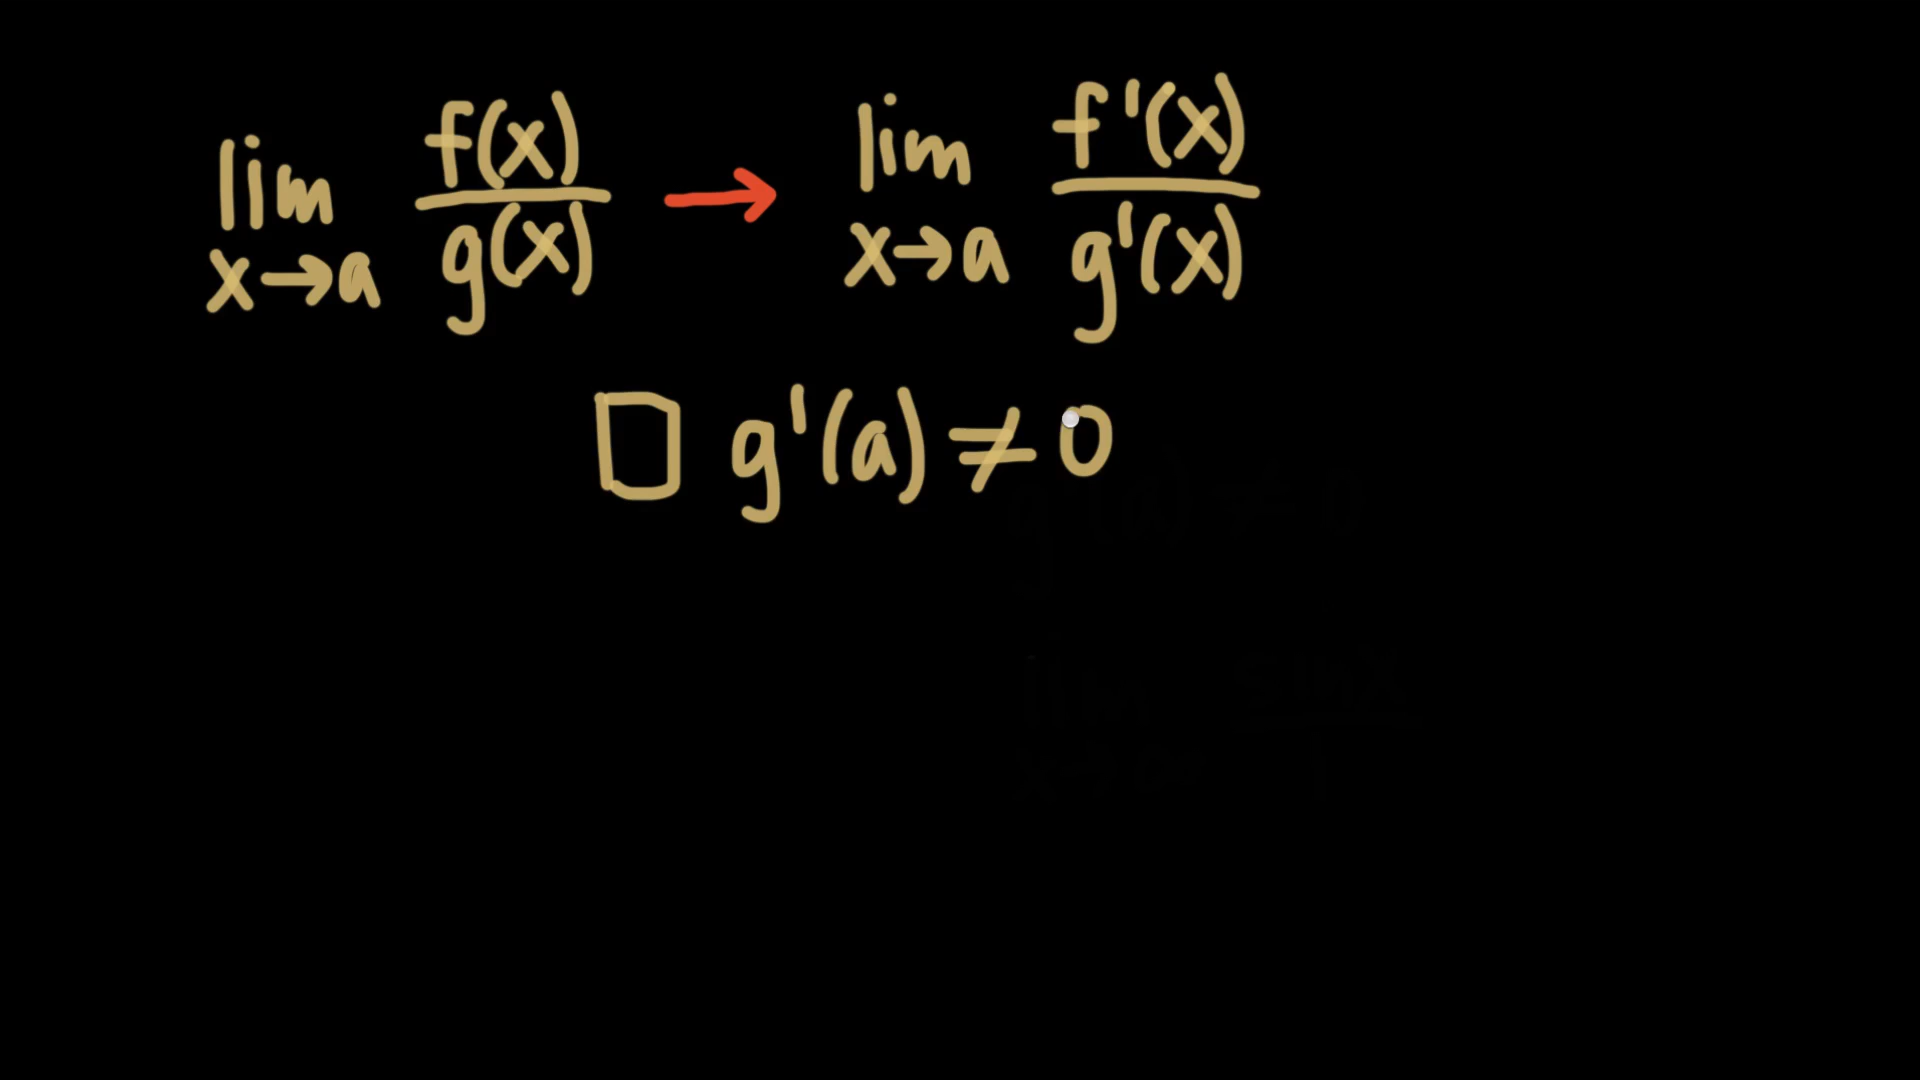 lim x→a f(x)/g(x) → lim x→a f'(x)/g'(x)
□ g'(a) ≠ 0